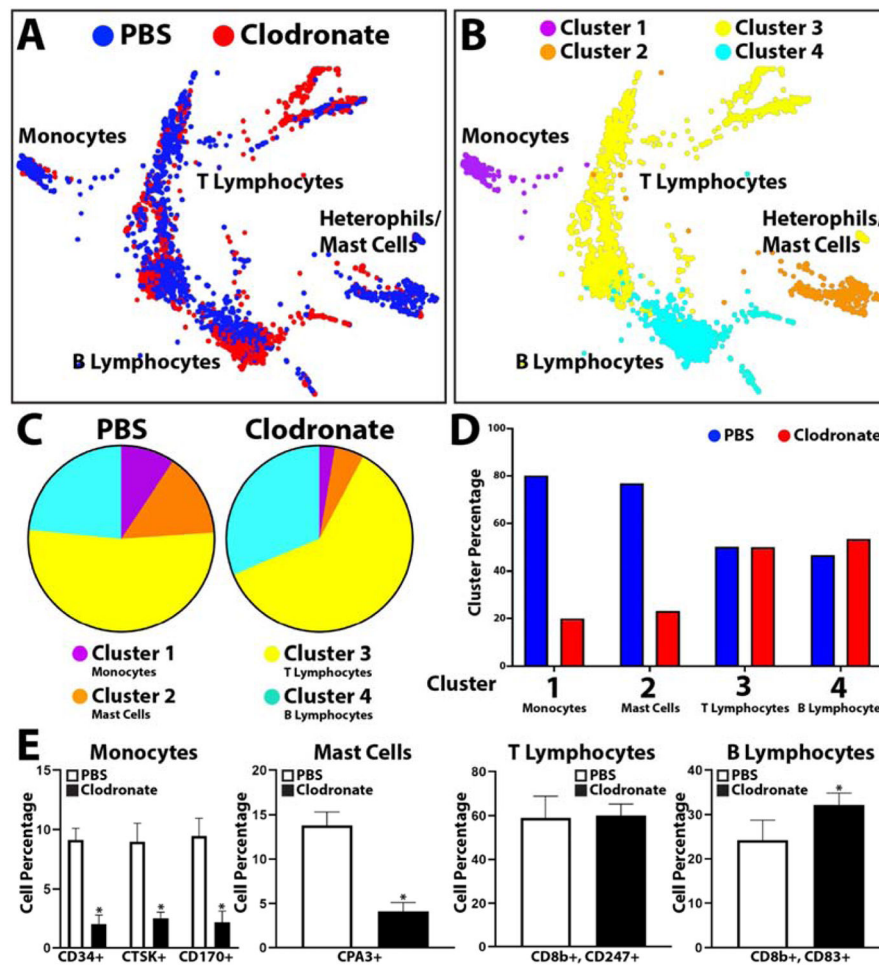 A PBS Clodronate
Monocytes
T Lymphocytes
Heterophils/
Mast Cells
B Lymphocytes
B Cluster 1 Cluster 3
Cluster 2 Cluster 4
Monocytes
T Lymphocytes
Heterophils/
Mast Cells
B Lymphocytes
C PBS Clodronate
Cluster 1 Cluster 3
Monocytes T Lymphocytes
Cluster 2 Cluster 4
Mast Cells B Lymphocytes
D PBS Clodronate
Cluster Percentage
100
80
60
40
20
0
Cluster 1 2 3 4
Monocytes Mast Cells T Lymphocytes B Lymphocyte
E Monocytes
PBS
Clodronate
Cell Percentage
15
10
5
0
* * *
CD34+ CTSK+ CD170+
Mast Cells
PBS
Clodronate
Cell Percentage
20
15
10
5
0
*
CPA3+
T Lymphocytes
PBS
Clodronate
Cell Percentage
80
60
40
20
0
CD8b+, CD247+
B Lymphocytes
PBS
Clodronate
Cell Percentage
40
30
20
10
0
*
CD8b+, CD83+